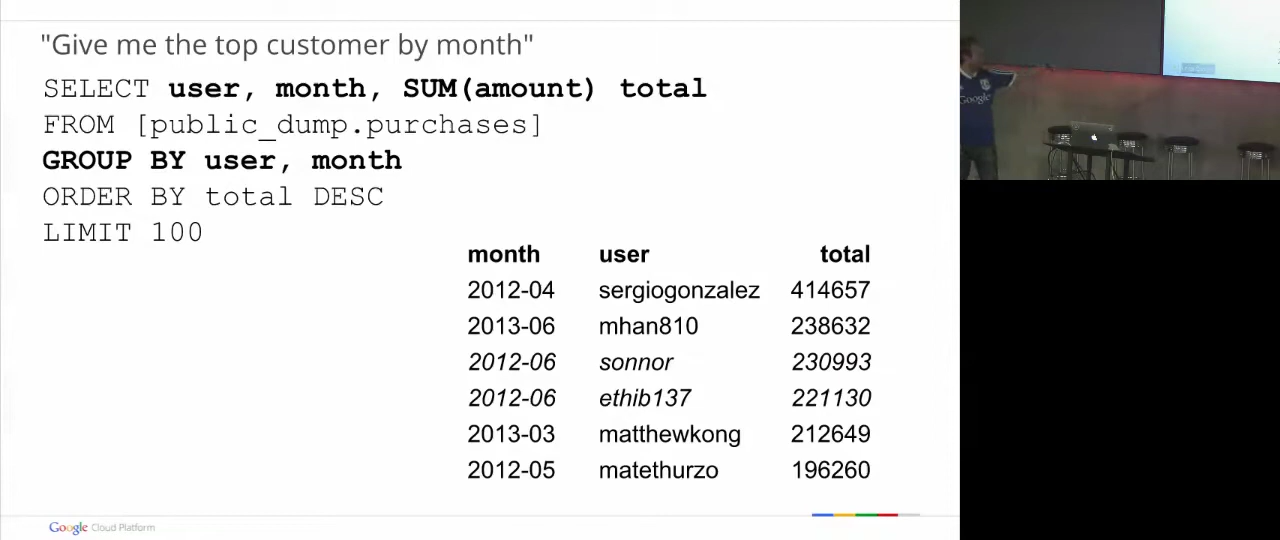 "Give me the top customer by month"
SELECT user, month, SUM(amount) total
FROM [public_dump.purchases]
GROUP BY user, month
ORDER BY total DESC
LIMIT 100
month user total
2012-04 sergiogonzalez 414657
2013-06 mhan810 238632
2012-06 sonnor 230993
2012-06 ethib137 221130
2013-03 matthewkong 212649
2012-05 matethurzo 196260
Google Cloud Platform
Google